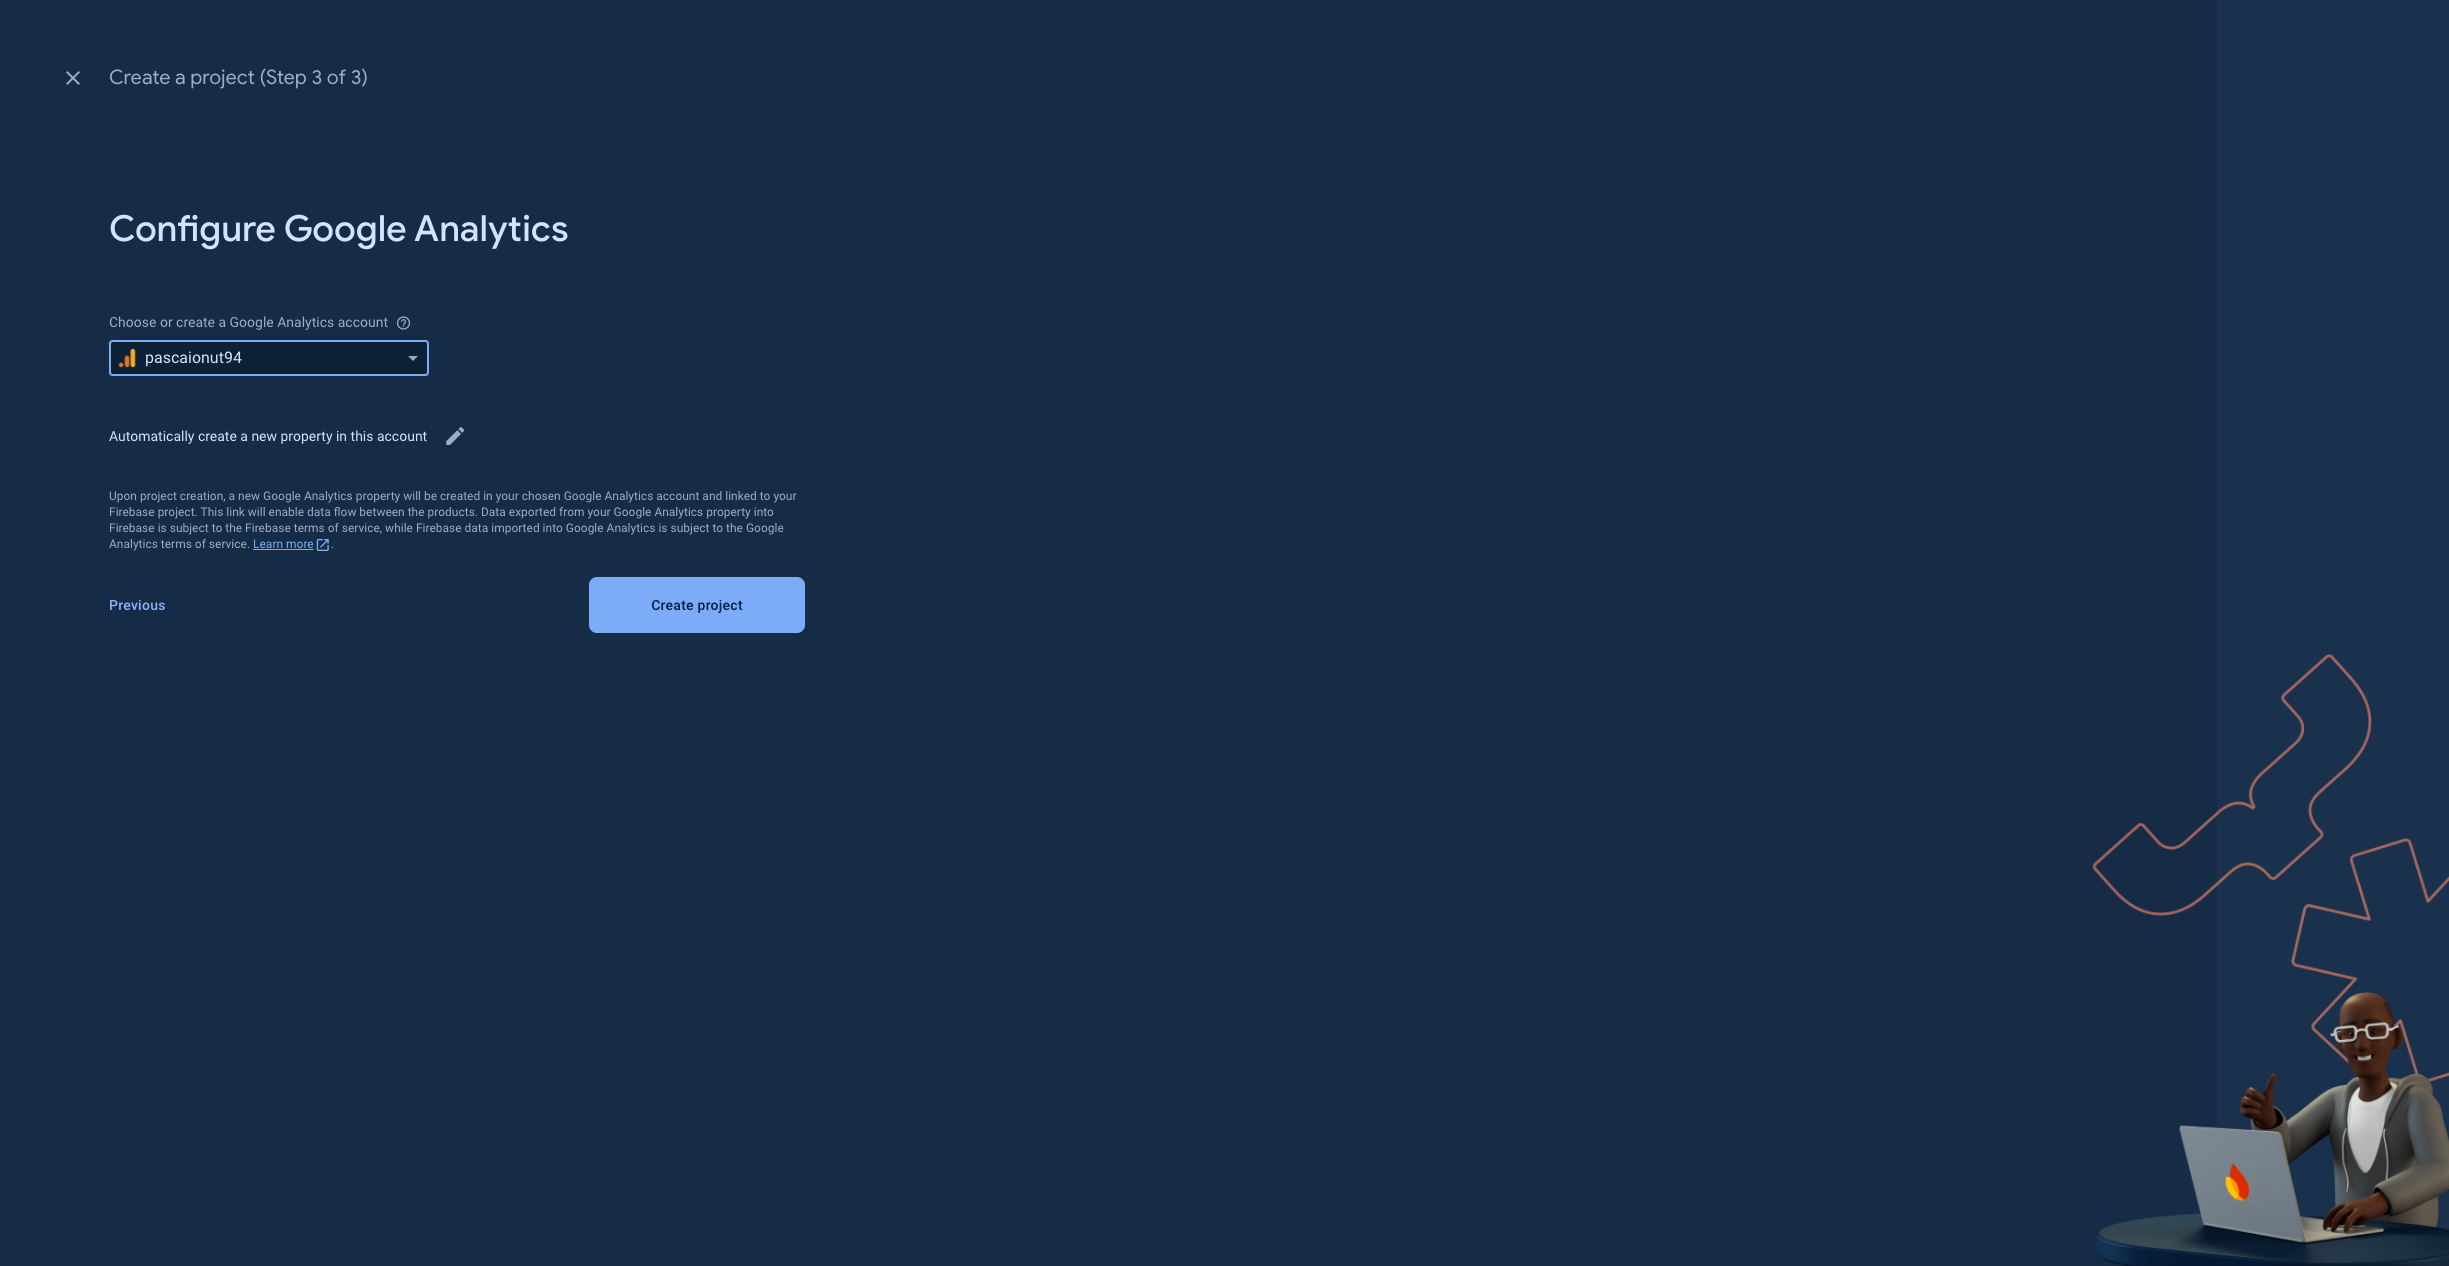 Create a project (Step 3 of 3)
Configure Google Analytics
Choose or create a Google Analytics account
pascaionut94
Automatically create a new property in this account
Upon project creation, a new Google Analytics property will be created in your chosen Google Analytics account and linked to your
Firebase project. This link will enable data flow between the products. Data exported from your Google Analytics property into
Firebase is subject to the Firebase terms of service, while Firebase data imported into Google Analytics is subject to the Google
Analytics terms of service. Learn more.
Previous
Create project